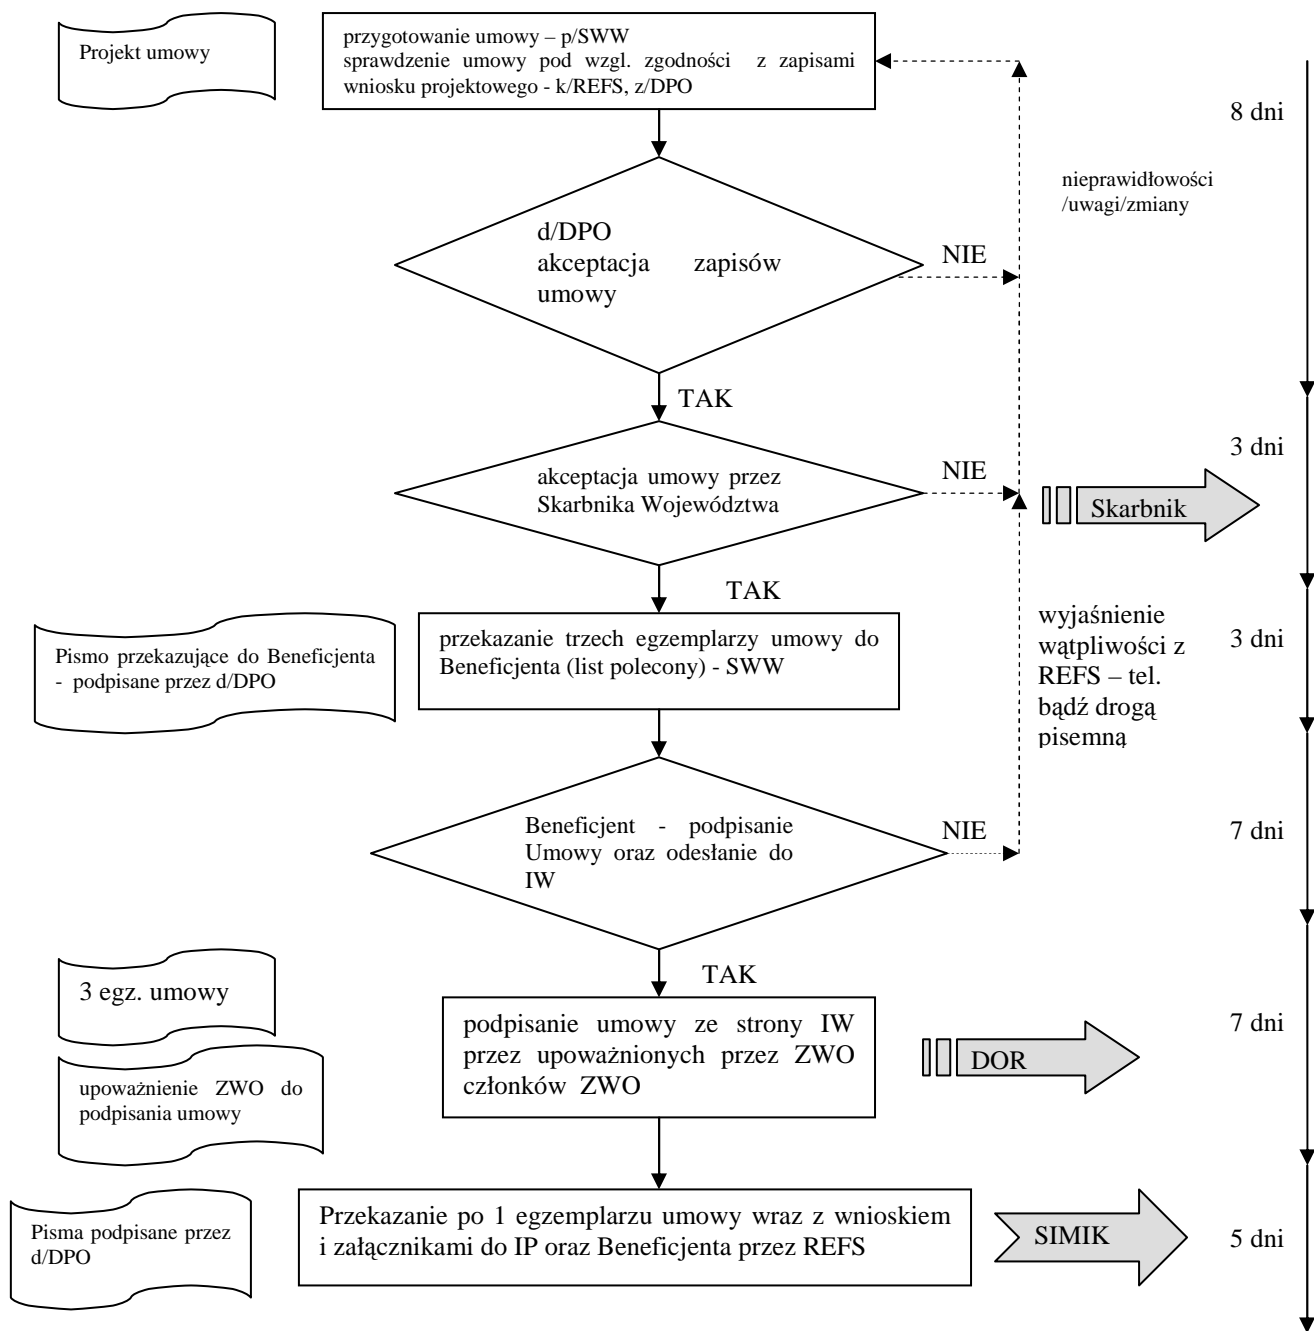 Projekt umowy
przygotowanie umowy – p/SWW
sprawdzenie umowy pod wzgl. zgodności z zapisami
wniosku projektowego - k/REFS, z/DPO
8 dni
nieprawidłowości
/uwagi/zmiany
d/DPO
akceptacja zapisów
umowy
NIE
TAK
3 dni
akceptacja umowy przez
Skarbnika Województwa
NIE
Skarbnik
TAK
Pismo przekazujące do Beneficjenta
- podpisane przez d/DPO
przekazanie trzech egzemplarzy umowy do
Beneficjenta (list polecony) - SWW
wyjaśnienie
wątpliwości z
REFS – tel.
bądź drogą
pisemną
3 dni
Beneficjent - podpisanie
Umowy oraz odesłanie do
IW
NIE
7 dni
TAK
3 egz. umowy
upoważnienie ZWO do
podpisania umowy
podpisanie umowy ze strony IW
przez upoważnionych przez ZWO
członków ZWO
DOR
7 dni
Pisma podpisane przez
d/DPO
Przekazanie po 1 egzemplarzu umowy wraz z wnioskiem
i załącznikami do IP oraz Beneficjenta przez REFS
SIMIK
5 dni